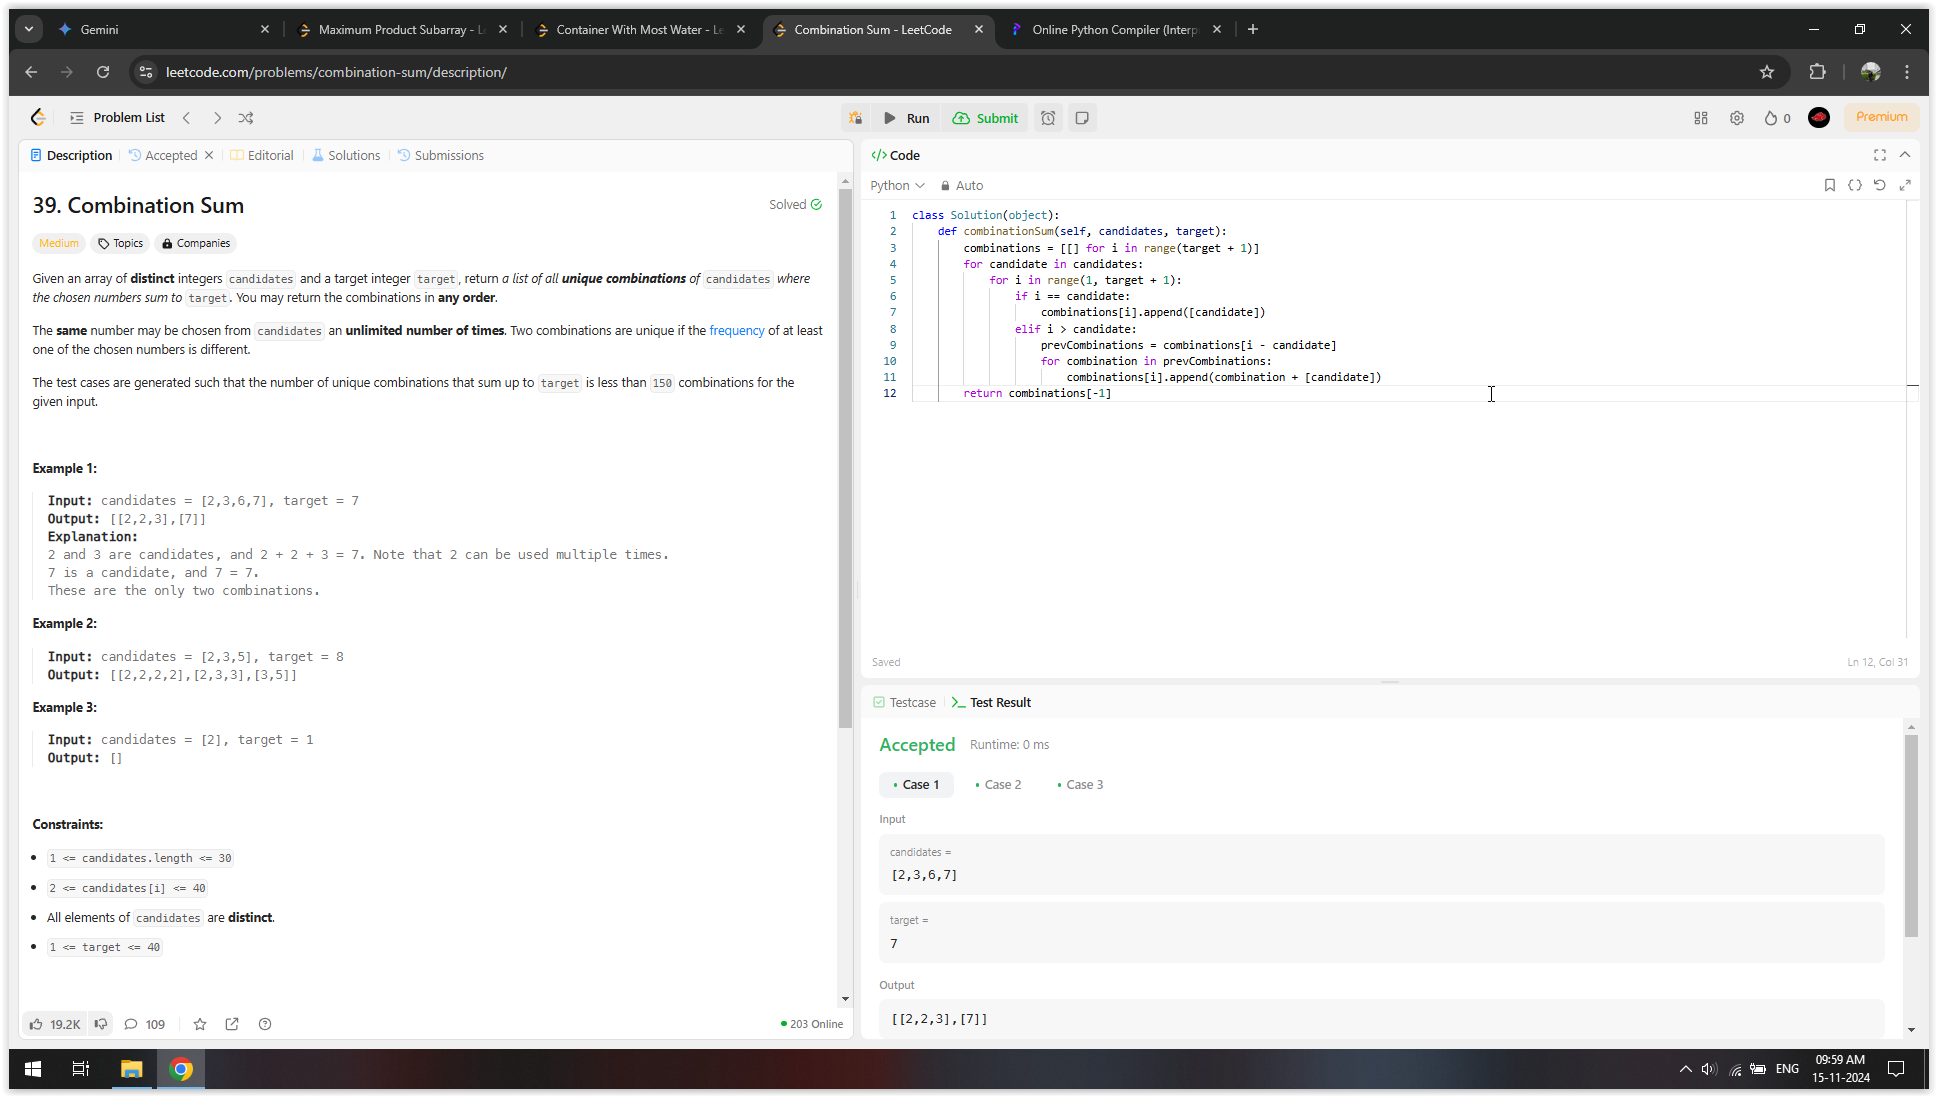 Gemini
Maximum Product Subarray - L
Container With Most Water - Le
Combination Sum - LeetCode
Online Python Compiler (Interp
leetcode.com/problems/combination-sum/description/
Problem List
Run
Submit
0
Premium
Description
Accepted
Editorial
Solutions
Submissions
39. Combination Sum
Solved
Medium
Topics
Companies
Given an array of distinct integers candidates and a target integer target, return a list of all unique combinations of candidates where
the chosen numbers sum to target. You may return the combinations in any order.
The same number may be chosen from candidates an unlimited number of times. Two combinations are unique if the frequency of at least
one of the chosen numbers is different.
The test cases are generated such that the number of unique combinations that sum up to target is less than 150 combinations for the
given input.
Example 1:
Input: candidates = [2,3,6,7], target = 7
Output: [[2,2,3],[7]]
Explanation:
2 and 3 are candidates, and 2 + 2 + 3 = 7. Note that 2 can be used multiple times.
7 is a candidate, and 7 = 7.
These are the only two combinations.
Example 2:
Input: candidates = [2,3,5], target = 8
Output: [[2,2,2,2],[2,3,3],[3,5]]
Example 3:
Input: candidates = [2], target = 1
Output: []
Constraints:
1 <= candidates.length <= 30
2 <= candidates[i] <= 40
All elements of candidates are distinct.
1 <= target <= 40
19.2K
109
203 Online
Code
Python
Auto
1 class Solution(object):
2 def combinationSum(self, candidates, target):
3 combinations = [[] for i in range(target + 1)]
4 for candidate in candidates:
5 for i in range(1, target + 1):
6 if i == candidate:
7 combinations[i].append([candidate])
8 elif i > candidate:
9 prevCombinations = combinations[i - candidate]
10 for combination in prevCombinations:
11 combinations[i].append(combination + [candidate])
12 return combinations[-1]
Saved
Ln 12, Col 31
Testcase
Test Result
Accepted
Runtime: 0 ms
Case 1
Case 2
Case 3
Input
candidates =
[2,3,6,7]
target =
7
Output
[[2,2,3],[7]]
ENG
09:59 AM
15-11-2024